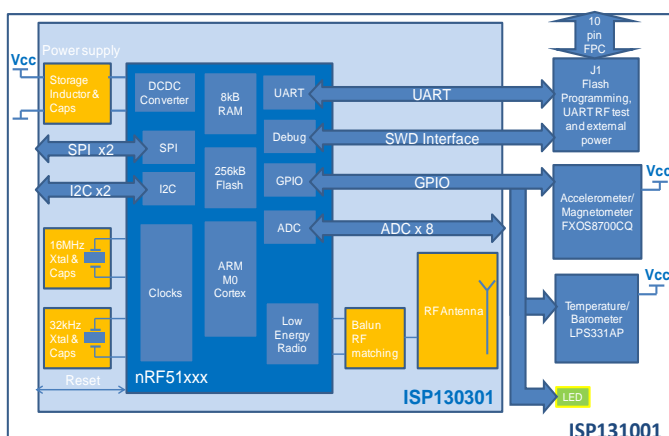 10
pin
FPC
Power supply
Vcc
Storage
Inductor &
Caps
DCDC
Converter
8kB
RAM
UART
UART
J1
Flash
Programming,
UART RF test
and external
power
Debug
SWD Interface
SPI x2
SPI
256kB
Flash
GPIO
GPIO
I2C x2
I2C
Vcc
Accelerometer/
Magnetometer
FXOS8700CQ
ADC
ADC x 8
16MHz
Xtal &
Caps
Clocks
ARM
M0
Cortex
Vcc
Temperature/
Barometer
LPS331AP
32kHz
Xtal &
Caps
Low
Energy
Radio
Balun
RF
matching
RF Antenna
Reset
nRF51xxx
ISP130301
LED
ISP131001